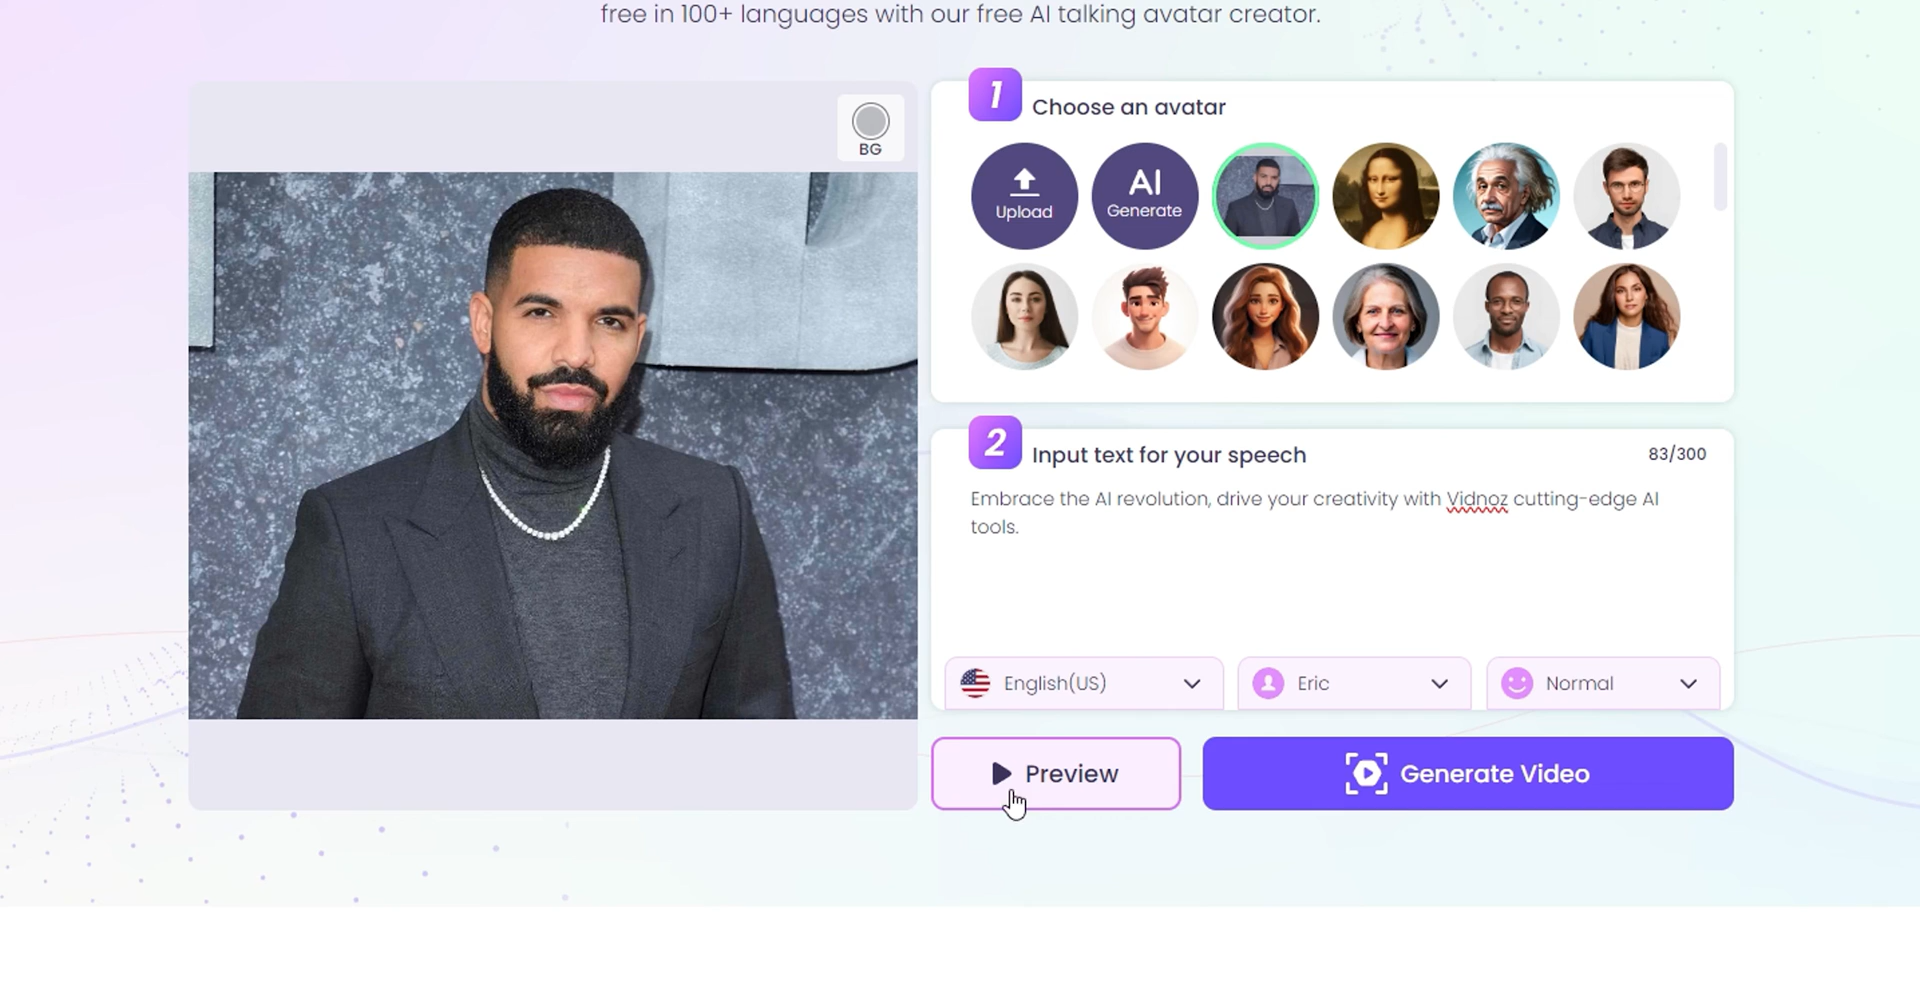 free in 100+ languages with our free AI talking avatar creator.
BG
1 Choose an avatar
Upload
AI
Generate
2 Input text for your speech 83/300
Embrace the AI revolution, drive your creativity with Vidnoz cutting-edge AI
tools.
English(US) Eric Normal
Preview Generate Video